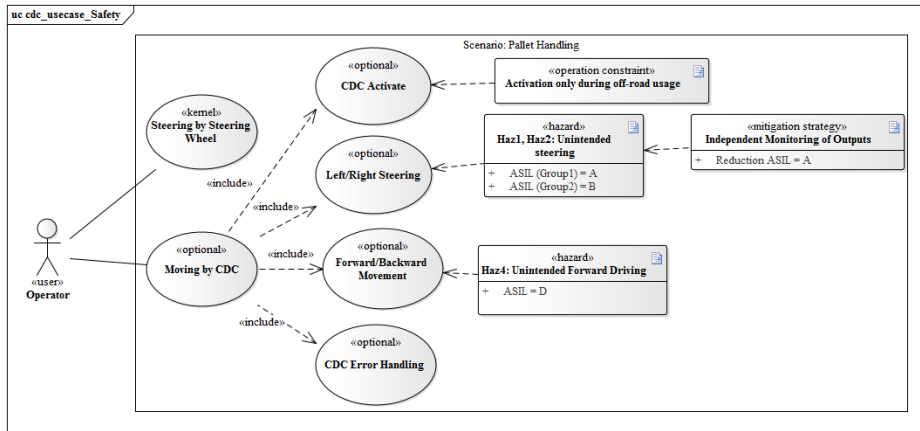 uc cdc_usecase_Safety
Scenario: Pallet Handling
«optional»
CDC Activate
«operation constraint»
Activation only during off-road usage
«kernel»
Steering by Steering
Wheel
«hazard»
Haz1, Haz2: Unintended
steering
+ ASIL (Group1) = A
+ ASIL (Group2) = B
«mitigation strategy»
Independent Monitoring of Outputs
+ Reduction ASIL = A
«optional»
Left/Right Steering
«include»
«include»
«optional»
Moving by CDC
«include»
«optional»
Forward/Backward
Movement
«hazard»
Haz4: Unintended Forward Driving
+ ASIL = D
«user»
Operator
«include»
«optional»
CDC Error Handling